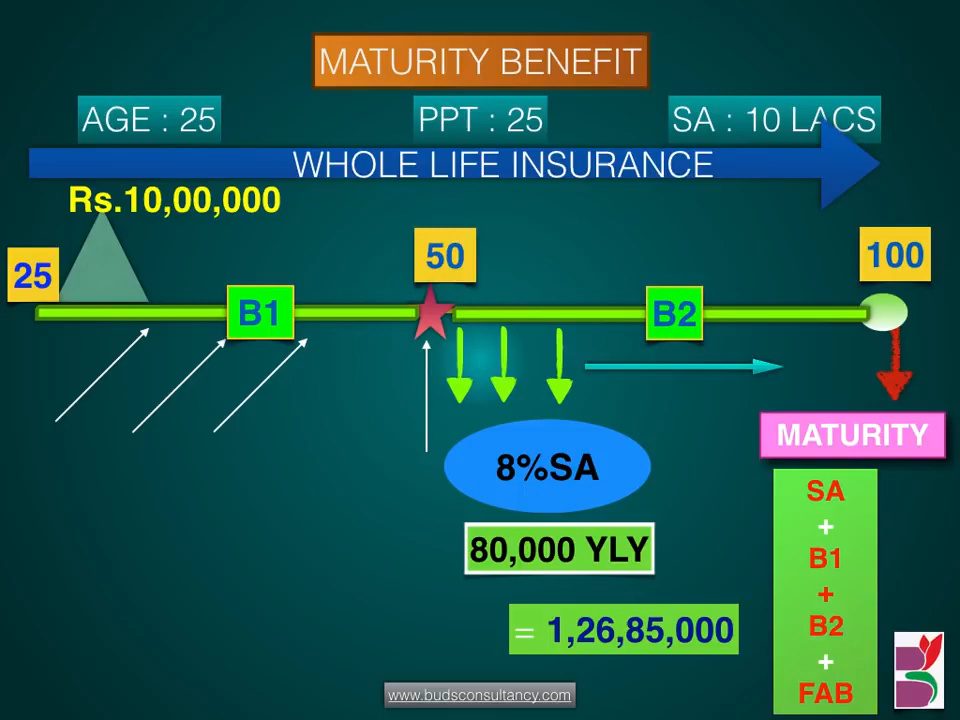 MATURITY BENEFIT
AGE : 25
PPT : 25
SA : 10 LACS
WHOLE LIFE INSURANCE
Rs.10,00,000
25
50
100
B1
B2
8%SA
80,000 YLY
= 1,26,85,000
MATURITY
SA
+
B1
+
B2
+
FAB
www.budsconsultancy.com